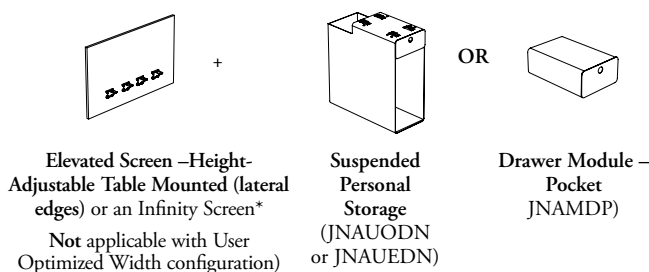 +
OR
Elevated Screen –Height-
Adjustable Table Mounted (lateral
edges) or an Infinity Screen*
Not applicable with User
Optimized Width configuration)
Suspended
Personal
Storage
(JNAUODN
or JNAUEDN)
Drawer Module –
Pocket
JNAMDP)